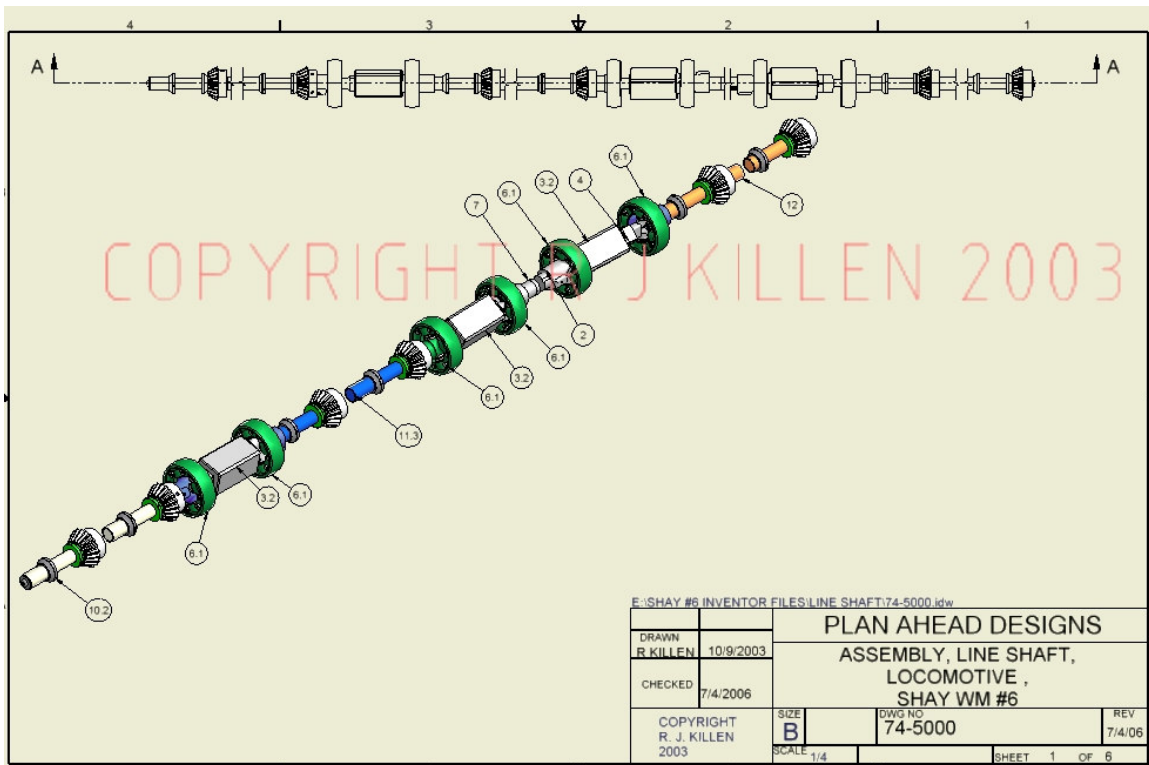 4 3 2 1
A A
6.1
4
3.2
6.1
7
12
COPYRIGHT R J KILLEN 2003
2
6.1
3.2
6.1
11.3
6.1
3.2
6.1
10.2
E:\SHAY #6 INVENTOR FILES\LINE SHAFT\74-5000.idw
PLAN AHEAD DESIGNS
DRAWN
R KILLEN 10/9/2003
ASSEMBLY, LINE SHAFT,
LOCOMOTIVE ,
SHAY WM #6
CHECKED 7/4/2006
COPYRIGHT
R. J. KILLEN
2003
SIZE
B
DWG NO
74-5000
REV
7/4/06
SCALE 1/4
SHEET 1 OF 6